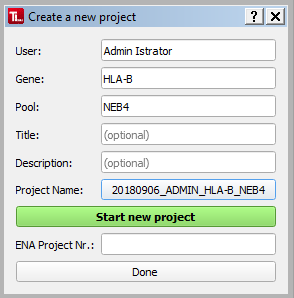 TL Create a new project ? X
User: Admin Istrator
Gene: HLA-B
Pool: NEB4
Title: (optional)
Description: (optional)
Project Name: 20180906_ADMIN_HLA-B_NEB4
Start new project
ENA Project Nr.:
Done